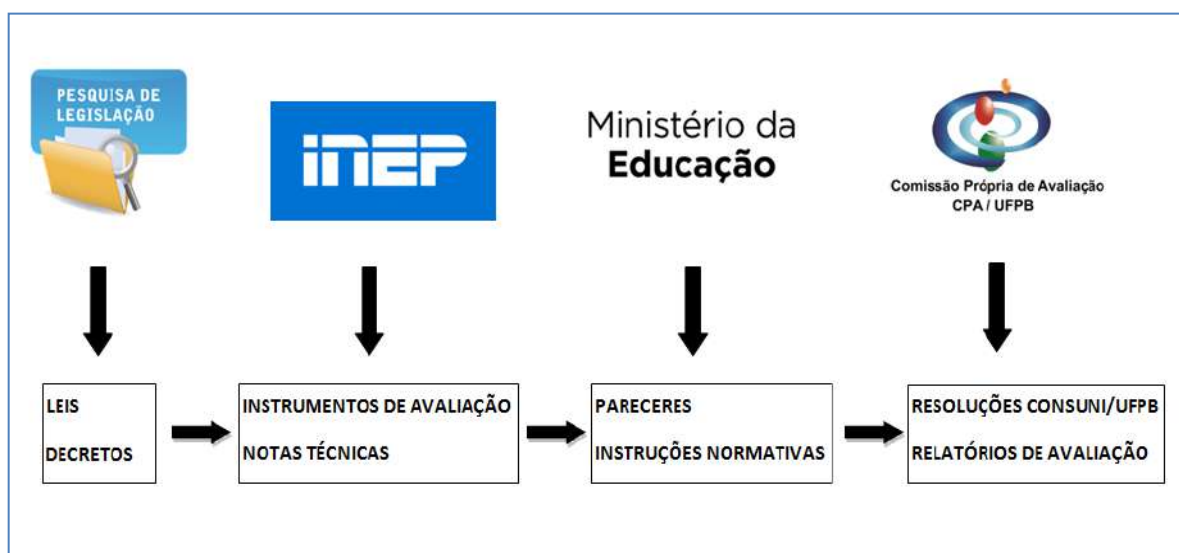 PESQUISA DE
LEGISLAÇÃO
INEP
Ministério da
Educação
Comissão Própria de Avaliação
CPA / UFPB
LEIS
DECRETOS
INSTRUMENTOS DE AVALIAÇÃO
NOTAS TÉCNICAS
PARECERES
INSTRUÇÕES NORMATIVAS
RESOLUÇÕES CONSUNI/UFPB
RELATÓRIOS DE AVALIAÇÃO